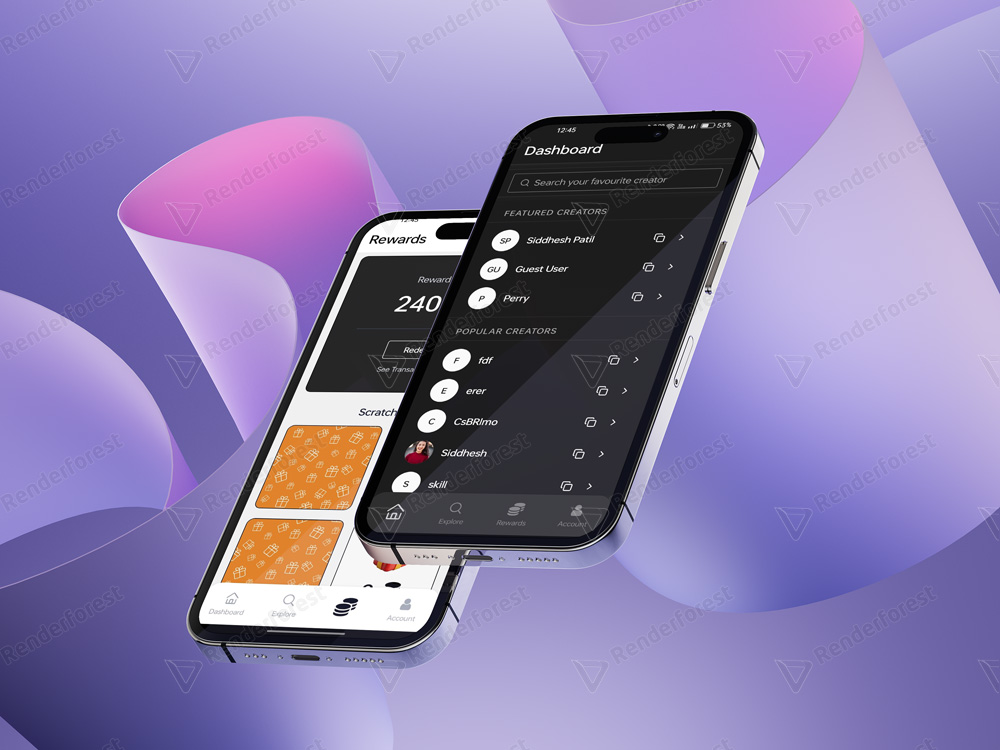 12:45
53%
Dashboard
Search your favourite creator
FEATURED CREATORS
SP
Siddhesh Patil
GU
Guest User
P
Perry
POPULAR CREATORS
F
fdf
E
erer
C
CsBRlmo
Siddhesh
S
skill
Explore
Rewards
Account
12:45
Rewards
Reward
240
Rede
See Transa
Scratch
Dashboard
Explore
Account
Renderforest